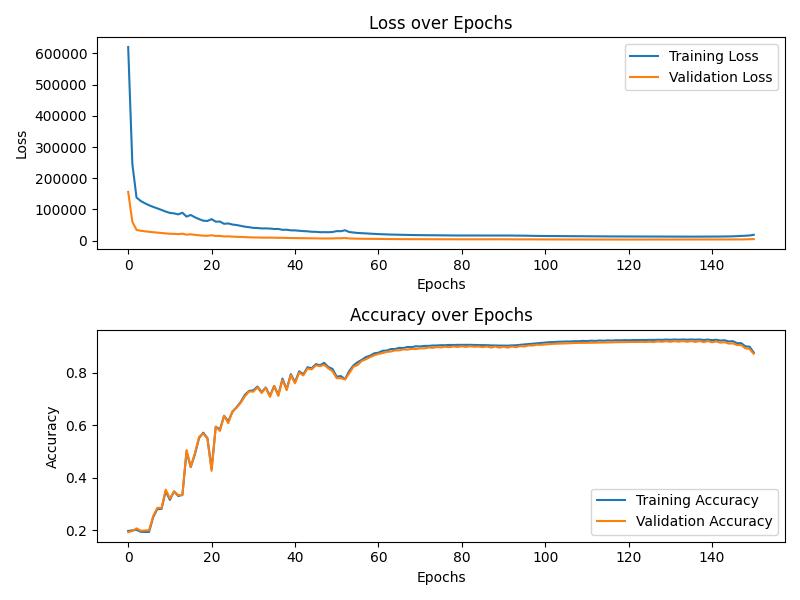 Loss over Epochs
600000
500000
400000
300000
200000
100000
0
Loss
Training Loss
Validation Loss
0 20 40 60 80 100 120 140
Epochs
Accuracy over Epochs
0.8
0.6
0.4
0.2
Accuracy
Training Accuracy
Validation Accuracy
0 20 40 60 80 100 120 140
Epochs